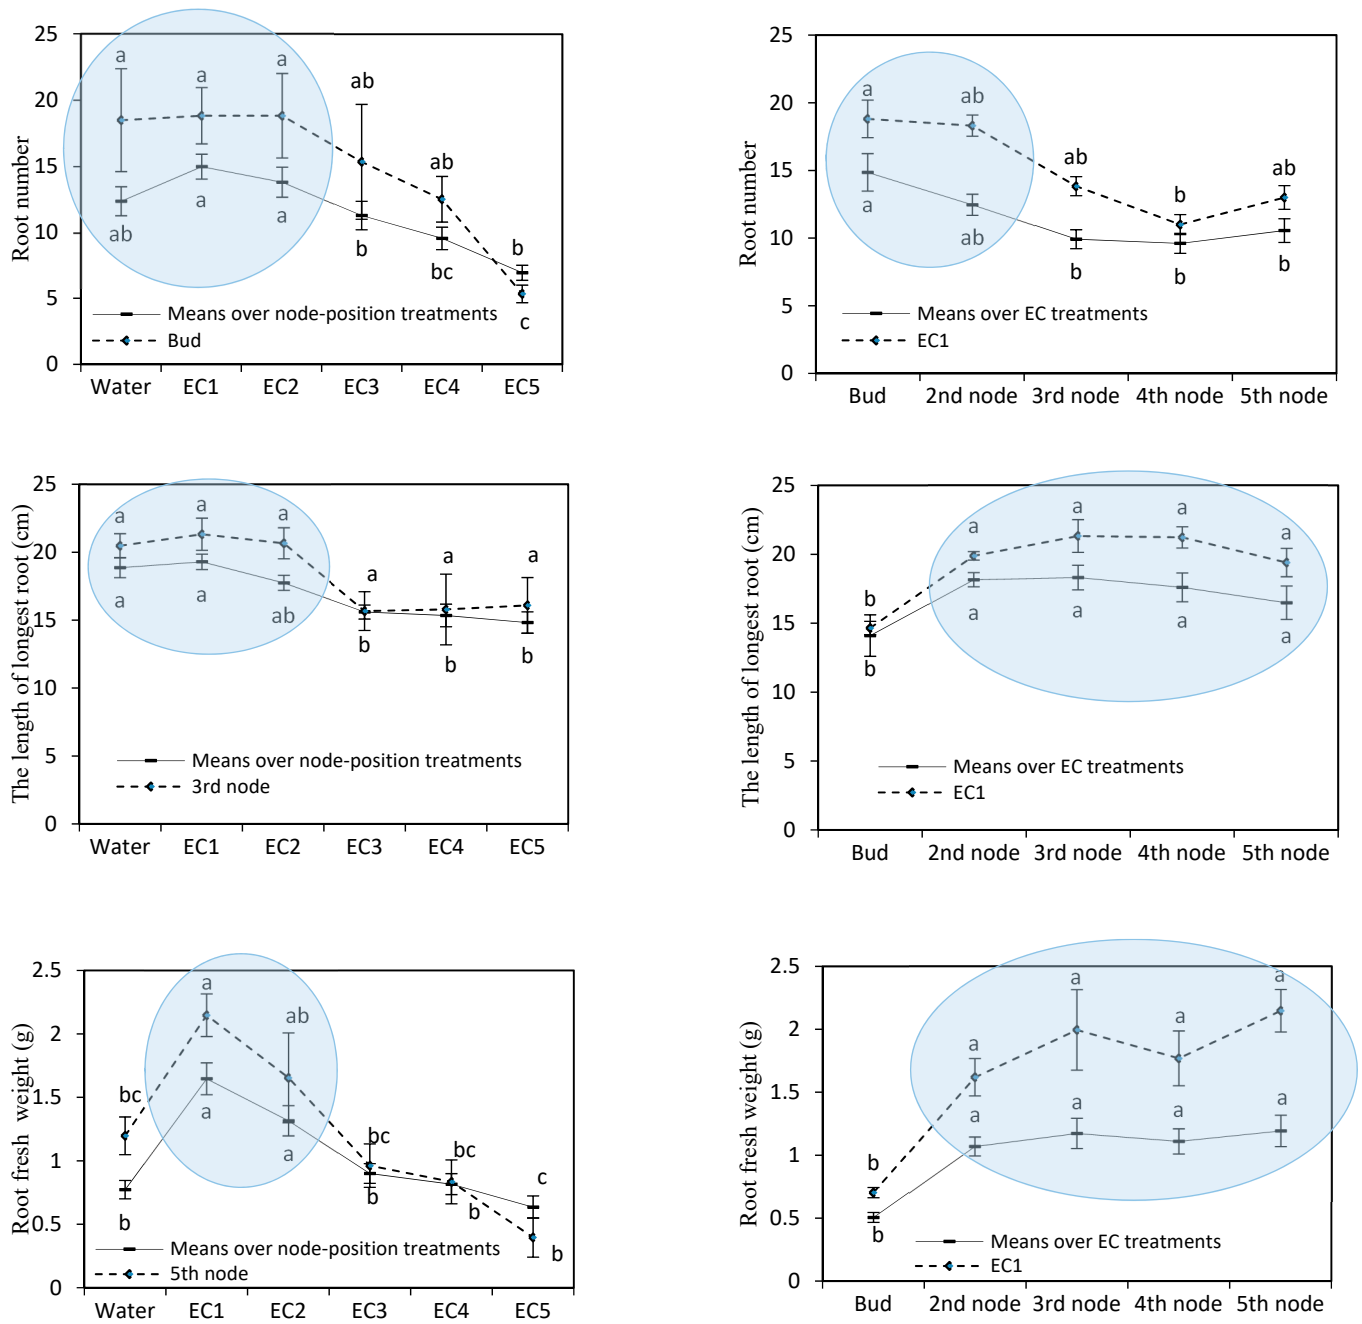 Root number
25
20
15
10
5
0
a
a
a
ab
ab
b
ab
a
a
b
bc
c
Means over node-position treatments
Bud
Water EC1 EC2 EC3 EC4 EC5
Root number
25
20
15
10
5
0
a
ab
ab
b
ab
a
ab
b
b
b
Means over EC treatments
EC1
Bud 2nd node 3rd node 4th node 5th node
The length of longest root (cm)
25
20
15
10
5
0
a
a
a
a
a
a
a
a
ab
b
b
b
Means over node-position treatments
3rd node
Water EC1 EC2 EC3 EC4 EC5
The length of longest root (cm)
25
20
15
10
5
0
b
a
a
a
a
b
a
a
a
a
Means over EC treatments
EC1
Bud 2nd node 3rd node 4th node 5th node
Root fresh weight (g)
2.5
2
1.5
1
0.5
0
bc
a
ab
bc
bc
c
b
a
a
b
b
b
Means over node-position treatments
5th node
Water EC1 EC2 EC3 EC4 EC5
Root fresh weight (g)
2.5
2
1.5
1
0.5
0
b
a
a
a
a
b
a
a
a
a
Means over EC treatments
EC1
Bud 2nd node 3rd node 4th node 5th node